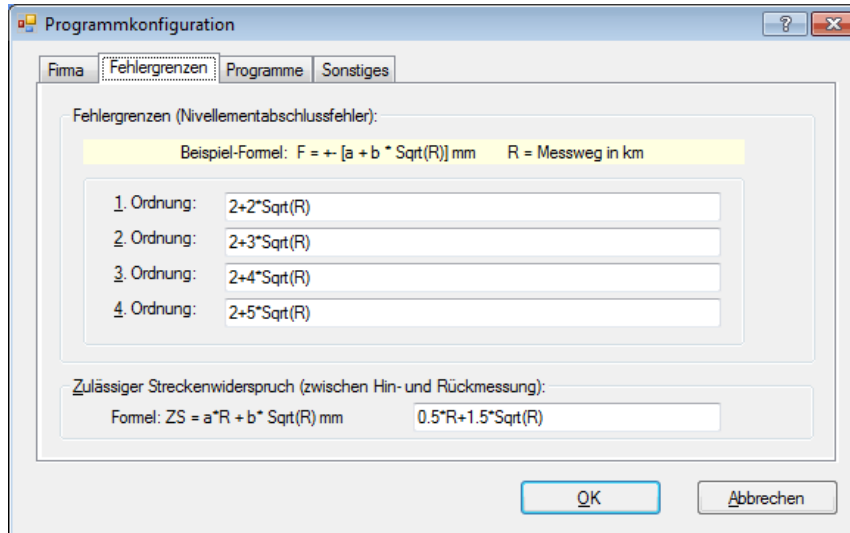 Programmkonfiguration
Firma Fehlergrenzen Programme Sonstiges
Fehlergrenzen (Nivellementabschlussfehler):
Beispiel-Formel: F = +- [a + b * Sqrt(R)] mm R = Messweg in km
1. Ordnung: 2+2*Sqrt(R)
2. Ordnung: 2+3*Sqrt(R)
3. Ordnung: 2+4*Sqrt(R)
4. Ordnung: 2+5*Sqrt(R)
Zulässiger Streckenwiderspruch (zwischen Hin- und Rückmessung):
Formel: ZS = a*R + b* Sqrt(R) mm 0.5*R+1.5*Sqrt(R)
OK Abbrechen